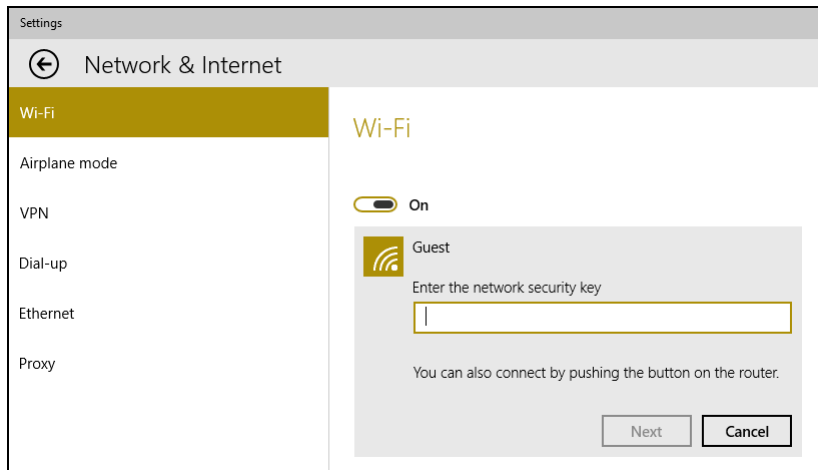 Settings
Network & Internet
Wi-Fi
Airplane mode
VPN
Dial-up
Ethernet
Proxy
Wi-Fi
On
Guest
Enter the network security key
You can also connect by pushing the button on the router.
Next
Cancel